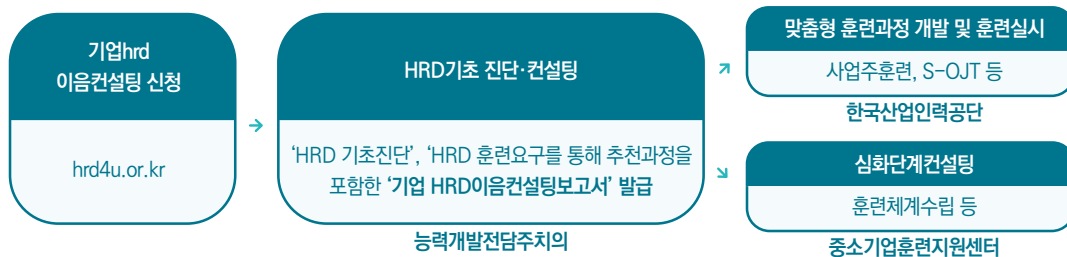 기업hrd
이음컨설팅 신청
hrd4u.or.kr
→
HRD기초 진단·컨설팅
‘HRD 기초진단’, ‘HRD 훈련요구를 통해 추천과정을
포함한 ‘기업 HRD이음컨설팅보고서’ 발급
능력개발전담주치의
↗
맞춤형 훈련과정 개발 및 훈련실시
사업주훈련, S-OJT 등
한국산업인력공단
↘
심화단계컨설팅
훈련체계수립 등
중소기업훈련지원센터